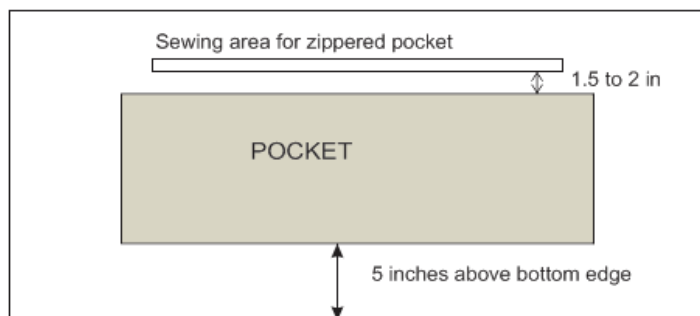 Sewing area for zippered pocket
1.5 to 2 in
POCKET
5 inches above bottom edge